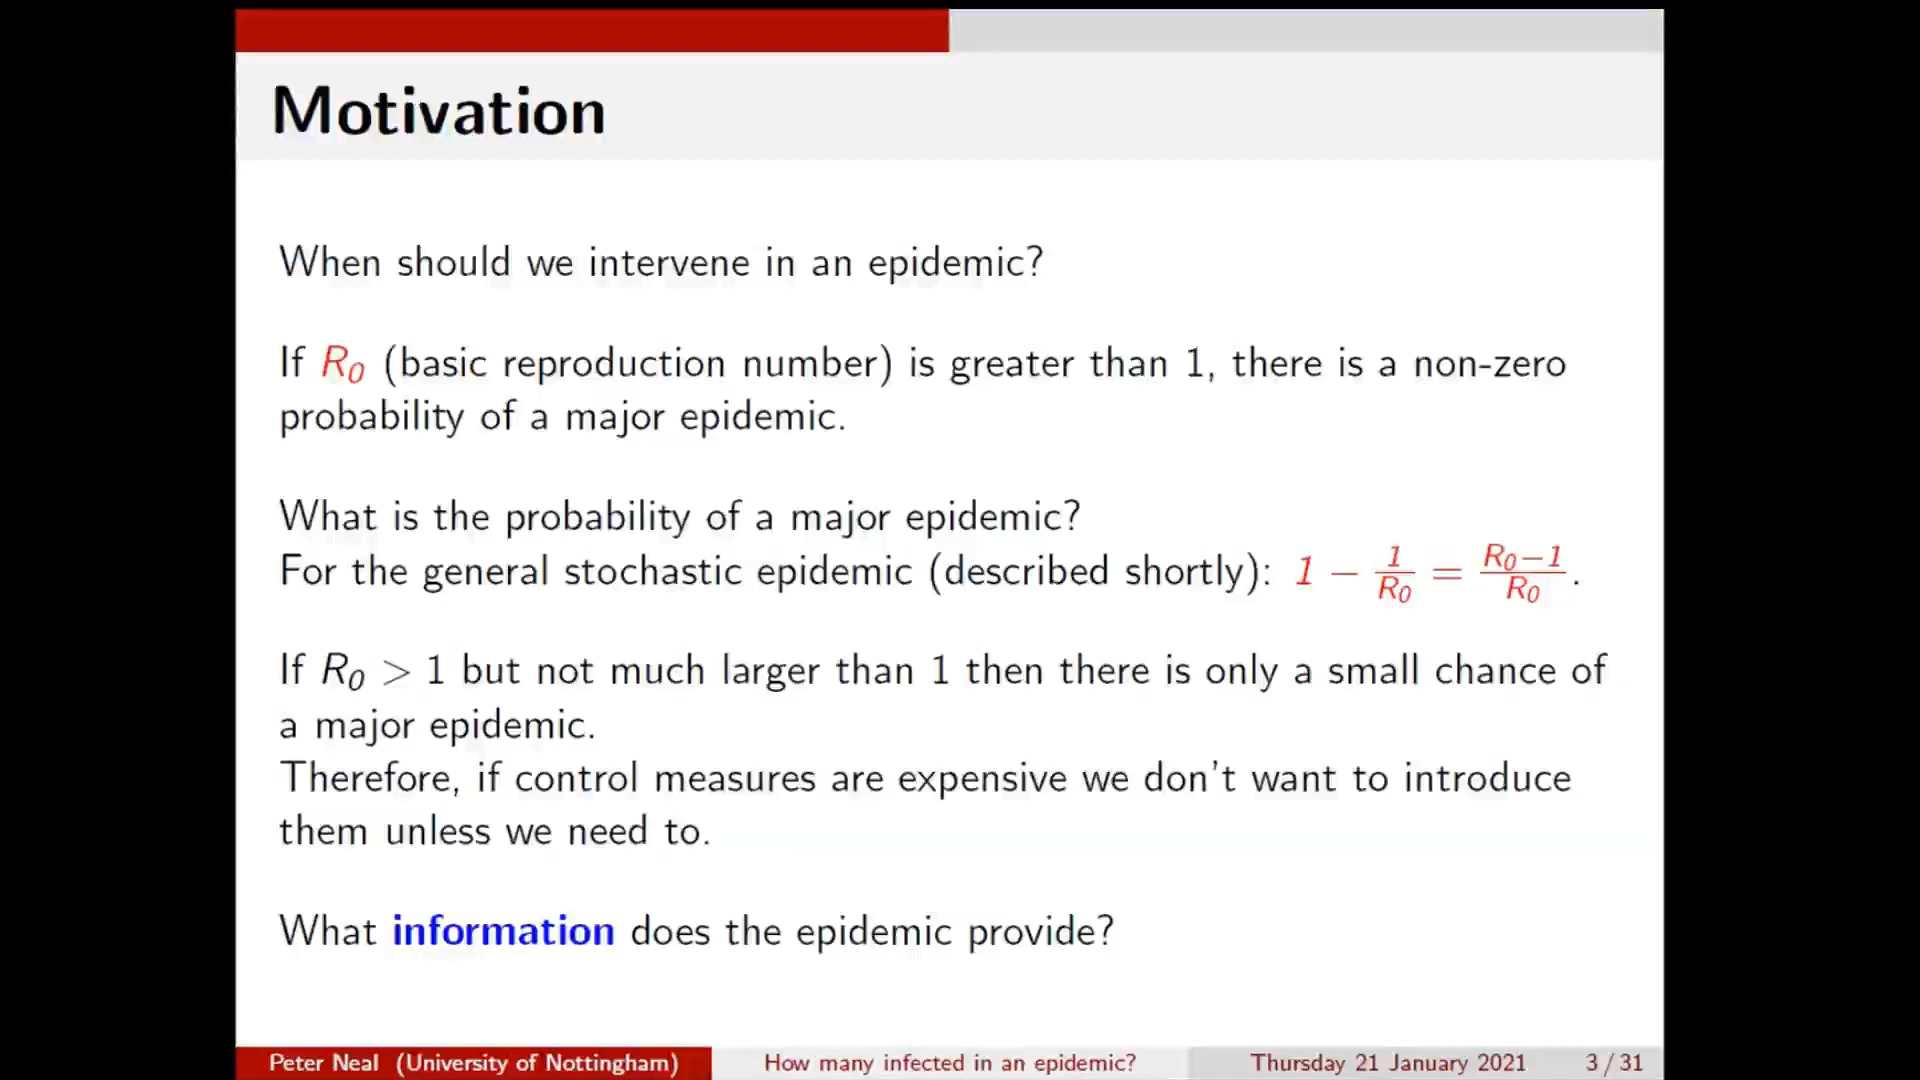 Motivation
When should we intervene in an epidemic?
If R₀ (basic reproduction number) is greater than 1, there is a non-zero
probability of a major epidemic.
What is the probability of a major epidemic?
For the general stochastic epidemic (described shortly): 1 − 1/R₀ = (R₀−1)/R₀.
If R₀ > 1 but not much larger than 1 then there is only a small chance of
a major epidemic.
Therefore, if control measures are expensive we don't want to introduce
them unless we need to.
What information does the epidemic provide?
Peter Neal (University of Nottingham) How many infected in an epidemic? Thursday 21 January 2021 3 / 31